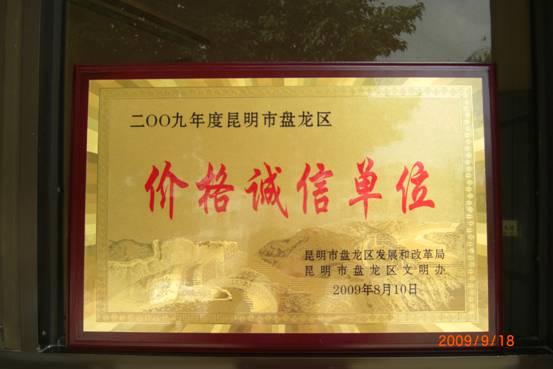 二〇〇九年度昆明市盘龙区
价格诚信单位
昆明市盘龙区发展和改革局
昆明市盘龙区文明办
2009年8月10日
2009/9/18